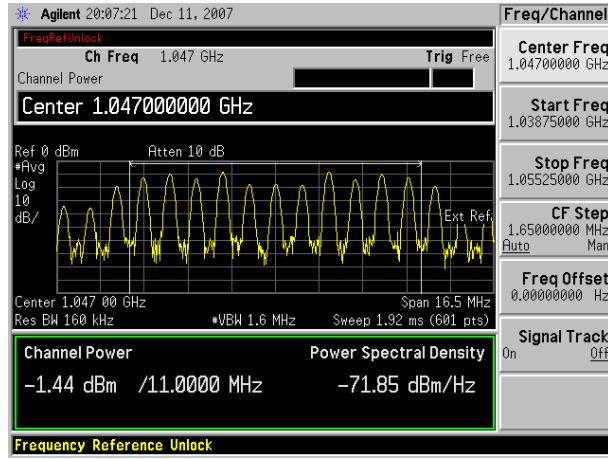 Agilent 20:07:21 Dec 11, 2007
Freq/Channel
FreqRefUnlock
Ch Freq 1.047 GHz Trig Free
Channel Power
Center 1.047000000 GHz
Center Freq
1.04700000 GHz
Start Freq
1.03875000 GHz
Stop Freq
1.05525000 GHz
CF Step
1.65000000 MHz
Auto Man
Freq Offset
0.00000000 Hz
Signal Track
On Off
Ref 0 dBm Atten 10 dB
#Avg
Log
10
dB/
Ext Ref
Center 1.047 00 GHz Span 16.5 MHz
Res BW 160 kHz #VBW 1.6 MHz Sweep 1.92 ms (601 pts)
Channel Power Power Spectral Density
-1.44 dBm /11.0000 MHz -71.85 dBm/Hz
Frequency Reference Unlock